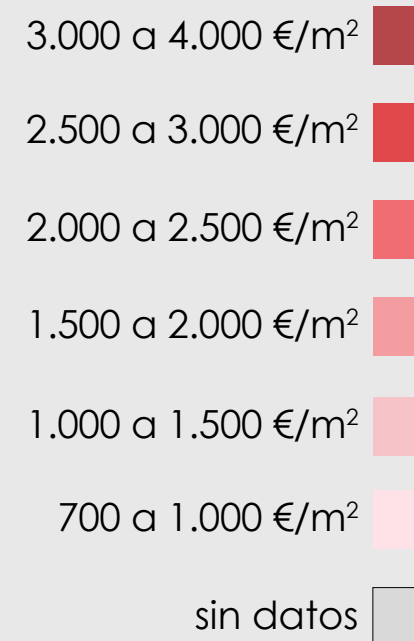 3.000 a 4.000 €/m²
2.500 a 3.000 €/m²
2.000 a 2.500 €/m²
1.500 a 2.000 €/m²
1.000 a 1.500 €/m²
700 a 1.000 €/m²
sin datos